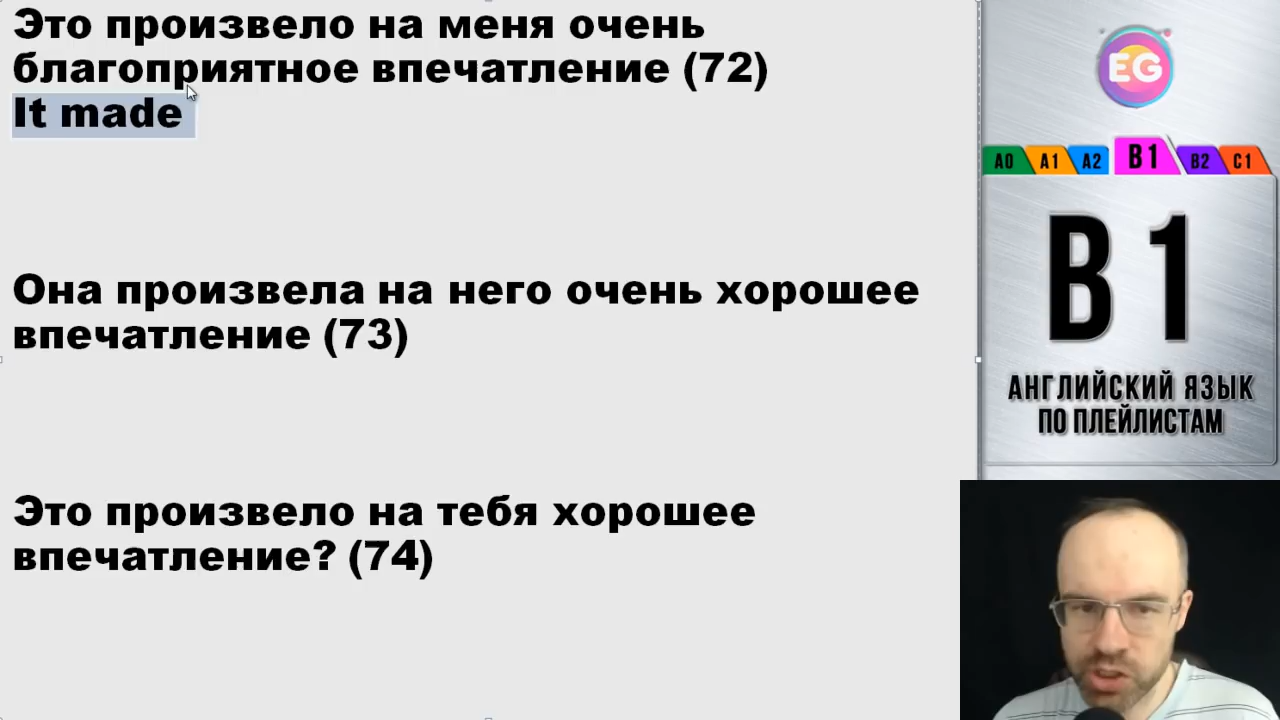 Это произвело на меня очень
благоприятное впечатление (72)
It made
Она произвела на него очень хорошее
впечатление (73)
Это произвело на тебя хорошее
впечатление? (74)
EG
A0 A1 A2 B1 B2 C1
B1
АНГЛИЙСКИЙ ЯЗЫК
ПО ПЛЕЙЛИСТАМ